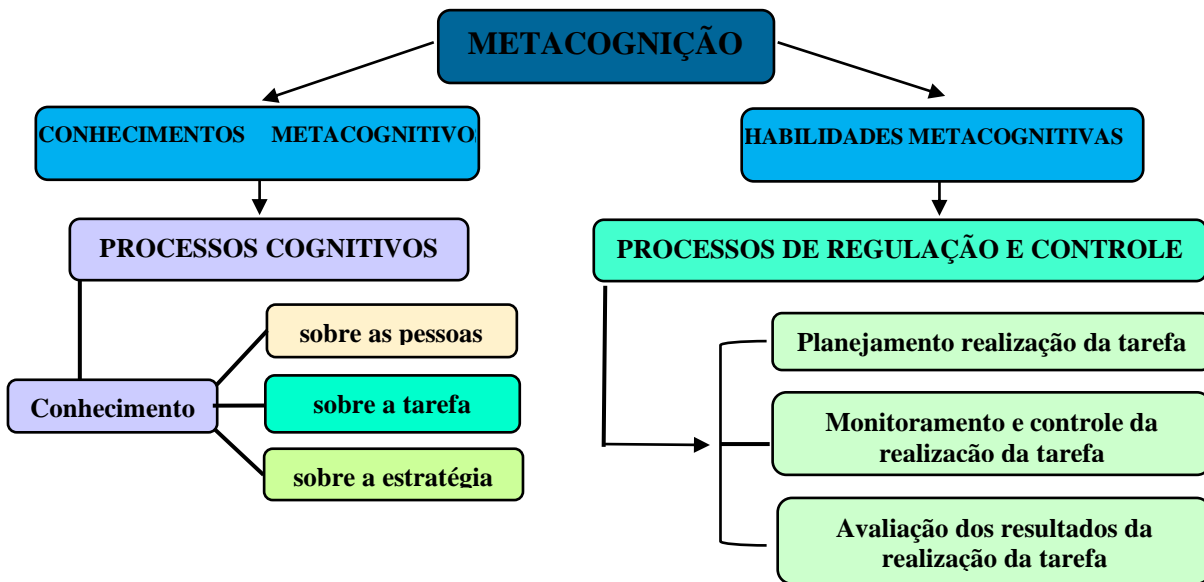 METACOGNIÇÃO
CONHECIMENTOS METACOGNITIVO
HABILIDADES METACOGNITIVAS
PROCESSOS COGNITIVOS
PROCESSOS DE REGULAÇÃO E CONTROLE
Conhecimento
sobre as pessoas
sobre a tarefa
sobre a estratégia
Planejamento realização da tarefa
Monitoramento e controle da
realizacão da tarefa
Avaliação dos resultados da
realização da tarefa